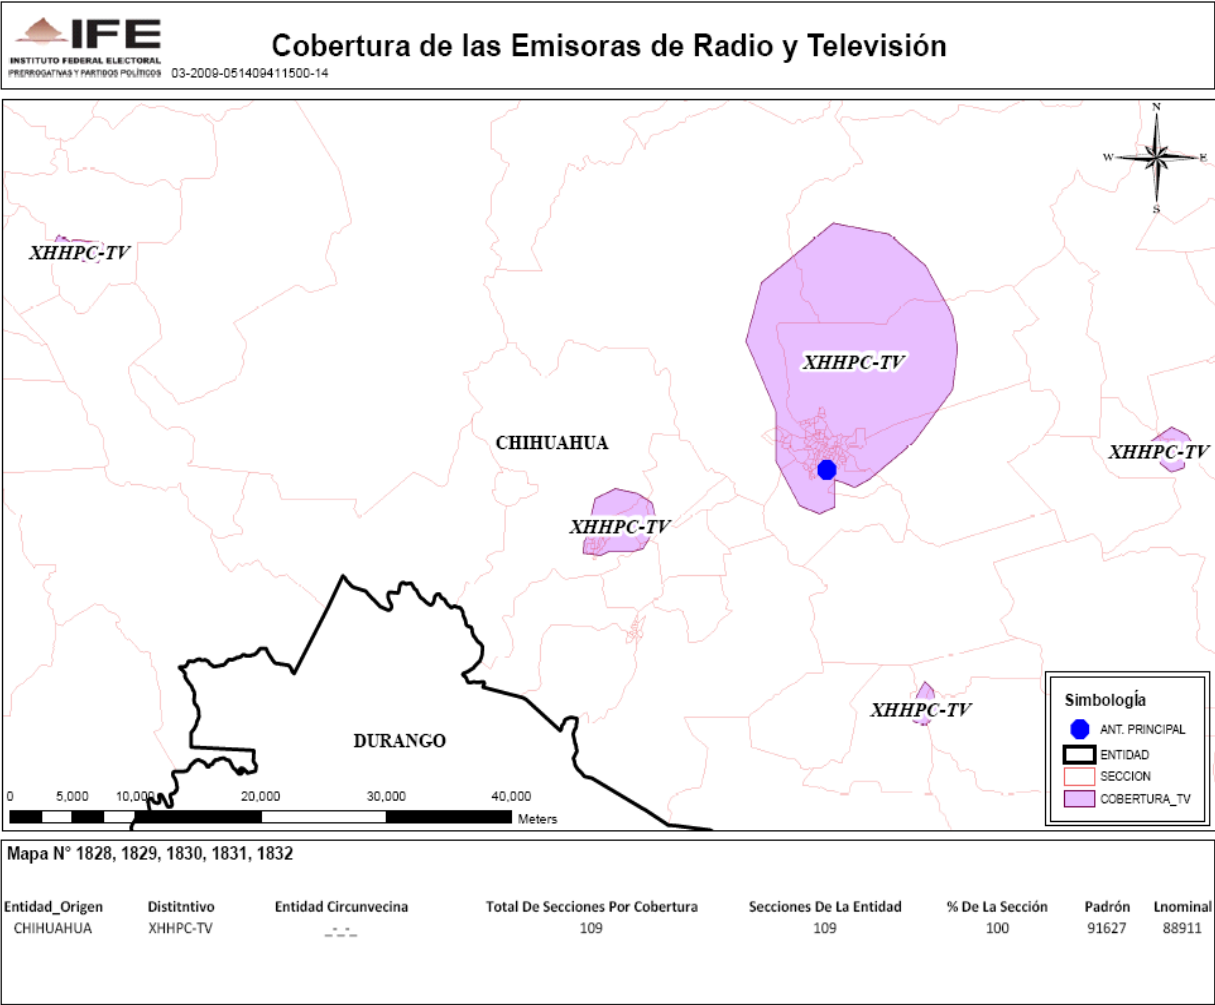 IFE
INSTITUTO FEDERAL ELECTORAL
PRERROGATIVAS Y PARTIDOS POLÍTICOS
03-2009-051409411500-14
Cobertura de las Emisoras de Radio y Televisión
N
W E
S
XHHPC-TV
XHHPC-TV
CHIHUAHUA
XHHPC-TV
XHHPC-TV
XHHPC-TV
DURANGO
Simbología
ANT. PRINCIPAL
ENTIDAD
SECCION
COBERTURA_TV
0 5,000 10,000 20,000 30,000 40,000
Meters
Mapa N° 1828, 1829, 1830, 1831, 1832
Entidad_Origen Distitntivo Entidad Circunvecina Total De Secciones Por Cobertura Secciones De La Entidad % De La Sección Padrón Lnominal
CHIHUAHUA XHHPC-TV _-_-_ 109 109 100 91627 88911